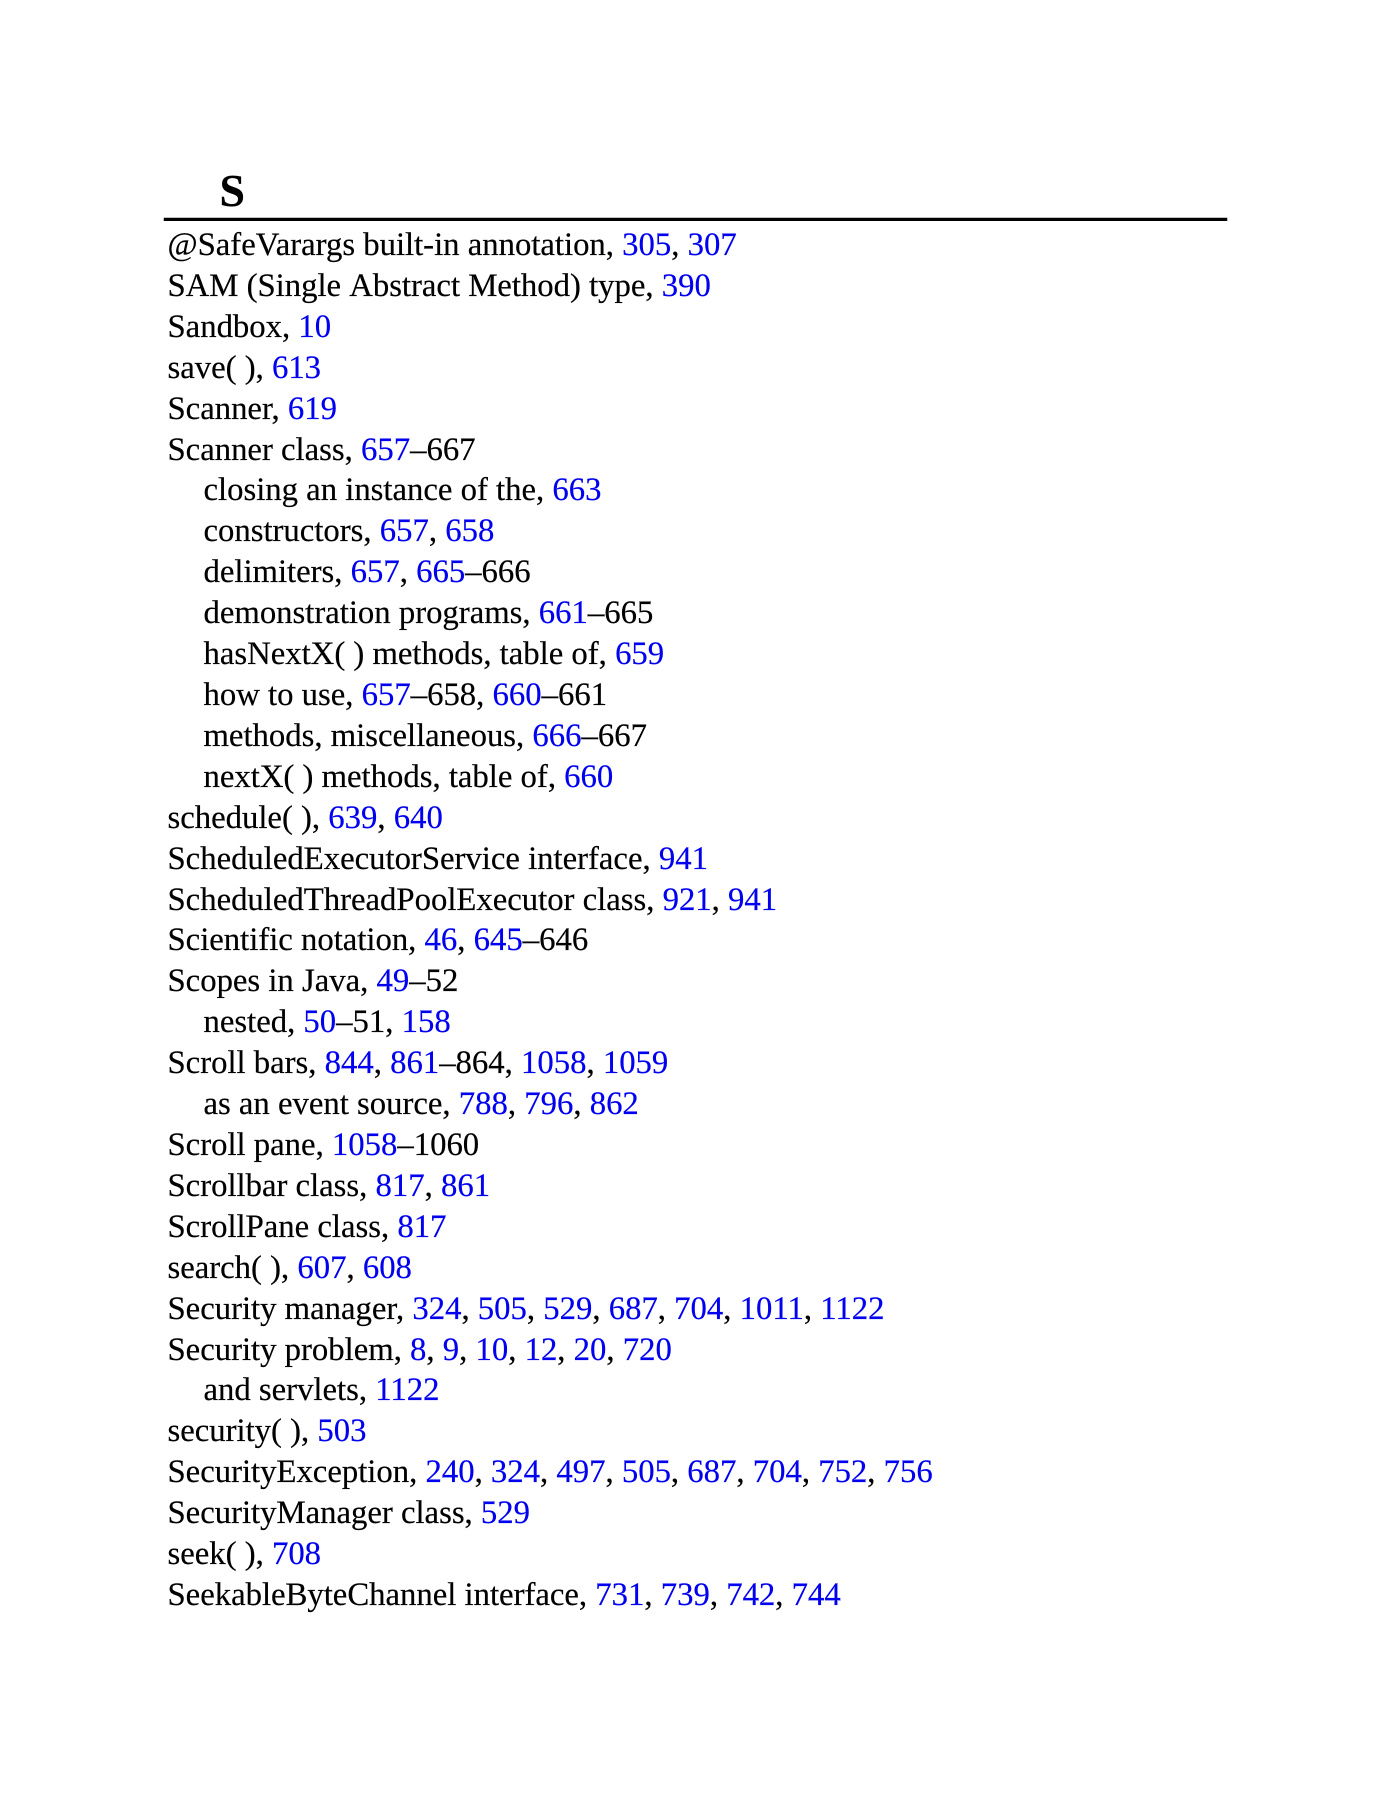 S
@SafeVarargs built-in annotation, 305, 307
SAM (Single Abstract Method) type, 390
Sandbox, 10
save( ), 613
Scanner, 619
Scanner class, 657–667
closing an instance of the, 663
constructors, 657, 658
delimiters, 657, 665–666
demonstration programs, 661–665
hasNextX( ) methods, table of, 659
how to use, 657–658, 660–661
methods, miscellaneous, 666–667
nextX( ) methods, table of, 660
schedule( ), 639, 640
ScheduledExecutorService interface, 941
ScheduledThreadPoolExecutor class, 921, 941
Scientific notation, 46, 645–646
Scopes in Java, 49–52
nested, 50–51, 158
Scroll bars, 844, 861–864, 1058, 1059
as an event source, 788, 796, 862
Scroll pane, 1058–1060
Scrollbar class, 817, 861
ScrollPane class, 817
search( ), 607, 608
Security manager, 324, 505, 529, 687, 704, 1011, 1122
Security problem, 8, 9, 10, 12, 20, 720
and servlets, 1122
security( ), 503
SecurityException, 240, 324, 497, 505, 687, 704, 752, 756
SecurityManager class, 529
seek( ), 708
SeekableByteChannel interface, 731, 739, 742, 744